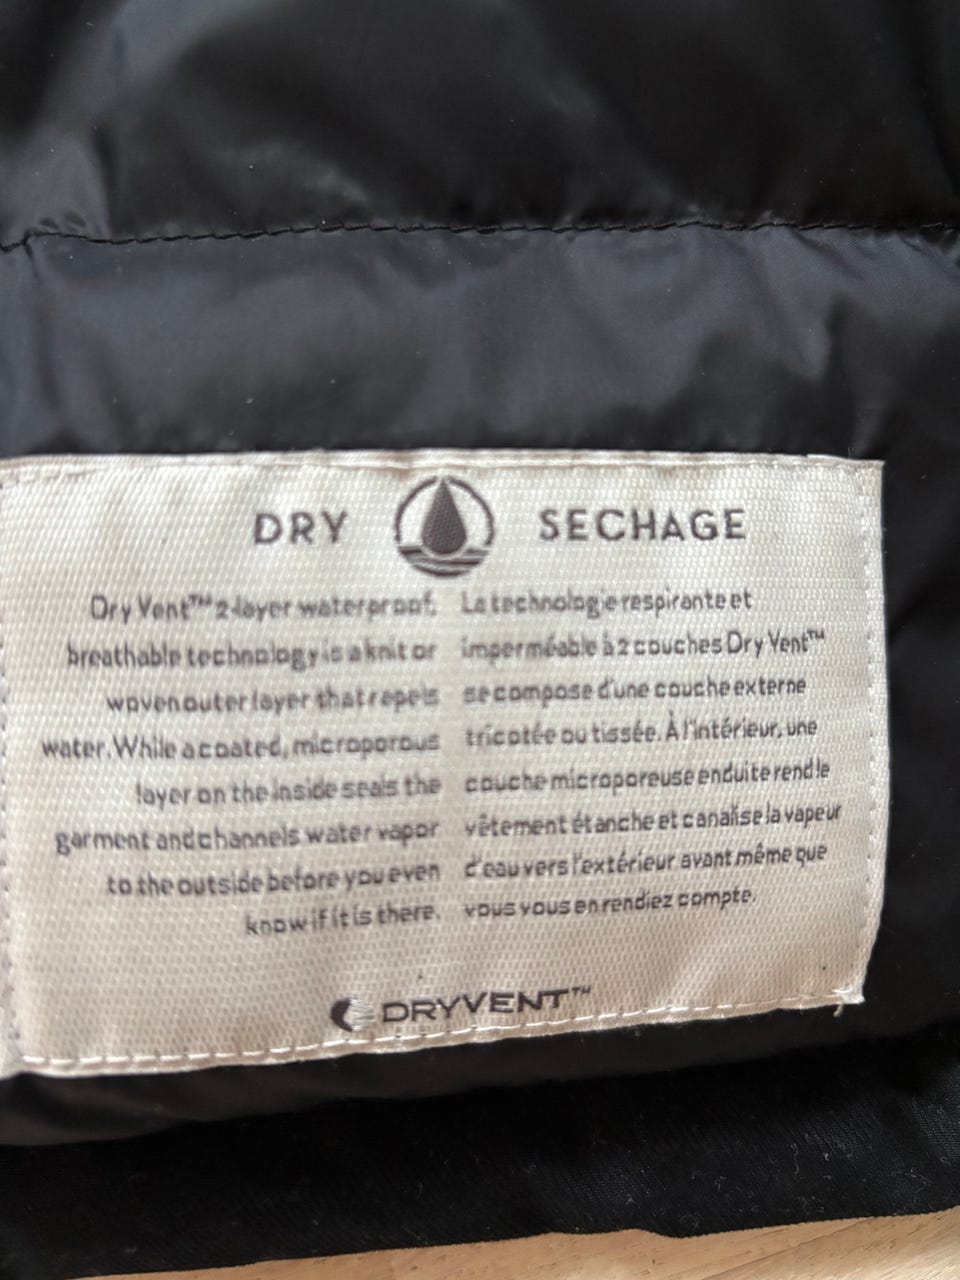 DRY
SECHAGE
Dry Vent™ 2-layer waterproof,
breathable technology is a knit or
woven outer layer that repels
water. While a coated, microporous
layer on the inside seals the
garment and channels water vapor
to the outside before you even
know if it is there.
La technologie respirante et
imperméable à 2 couches Dry Vent™
se compose d'une couche externe
tricotée ou tissée. À l'intérieur, une
couche microporeuse enduite rend le
vêtement étanche et canalise la vapeur
d'eau vers l'extérieur avant même que
vous vous en rendiez compte.
DRYVENT™